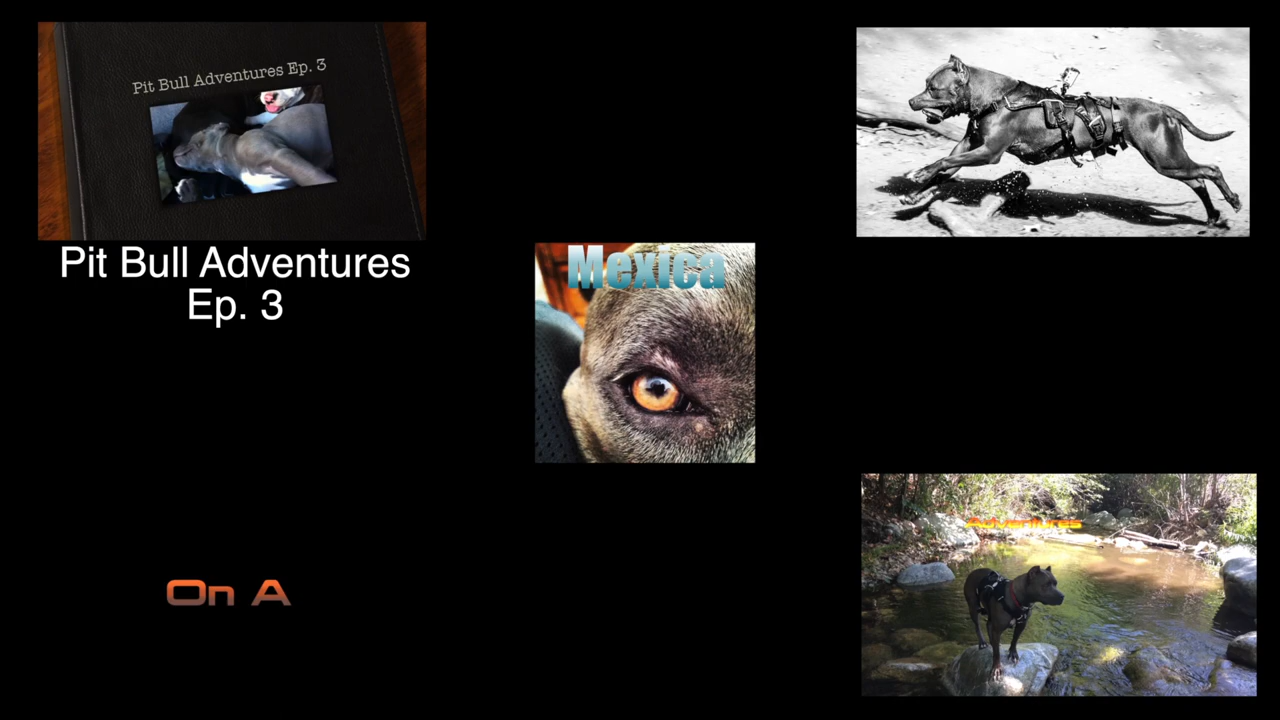 Pit Bull Adventures Ep. 3
Pit Bull Adventures
Ep. 3
Mexica
On A
Adventures